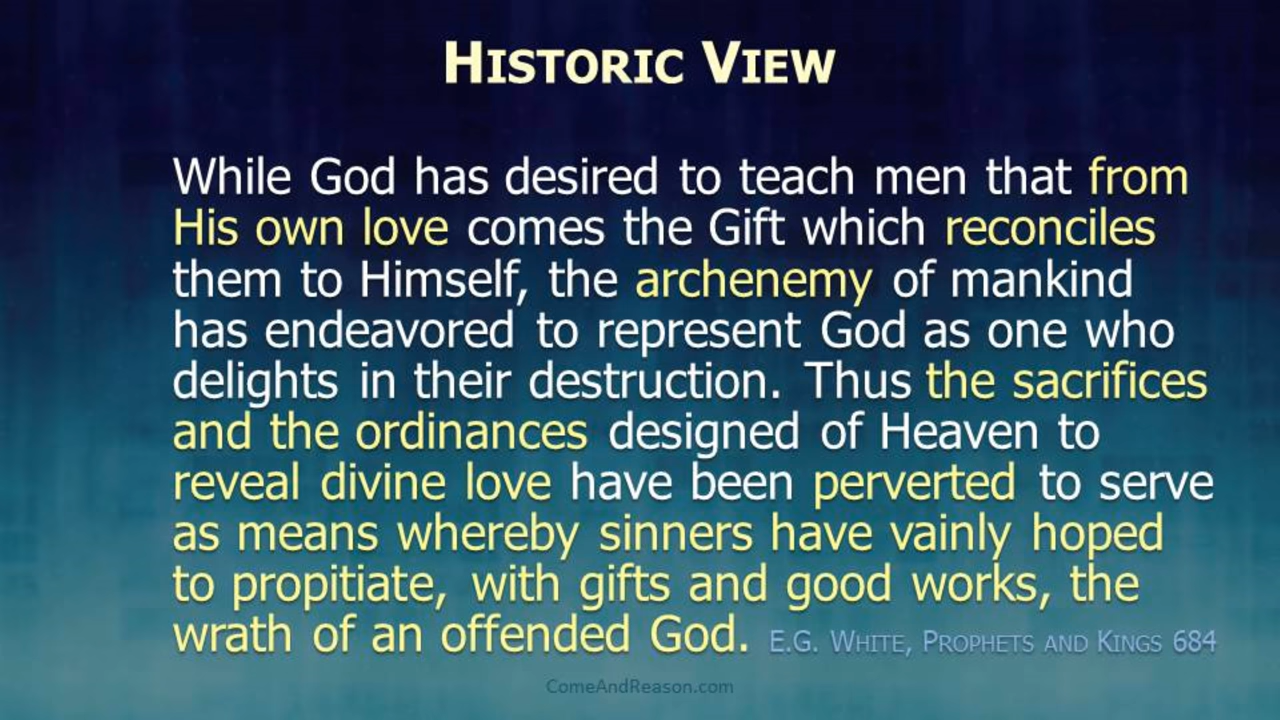 HISTORIC VIEW
While God has desired to teach men that from
His own love comes the Gift which reconciles
them to Himself, the archenemy of mankind
has endeavored to represent God as one who
delights in their destruction. Thus the sacrifices
and the ordinances designed of Heaven to
reveal divine love have been perverted to serve
as means whereby sinners have vainly hoped
to propitiate, with gifts and good works, the
wrath of an offended God. E.G. WHITE, PROPHETS AND KINGS 684
ComeAndReason.com